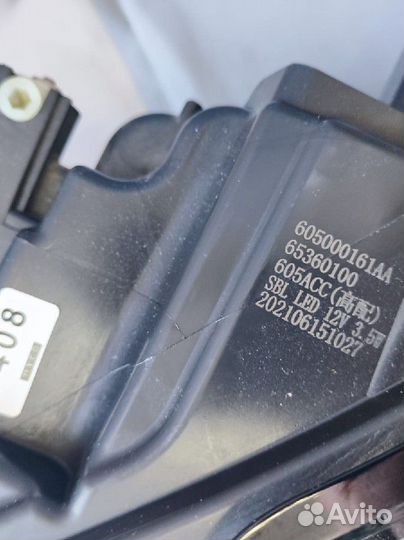 605000161AA
65360100
605ACC(高配)
SBL LED 12V 3.5W
202106151027
408
Avito